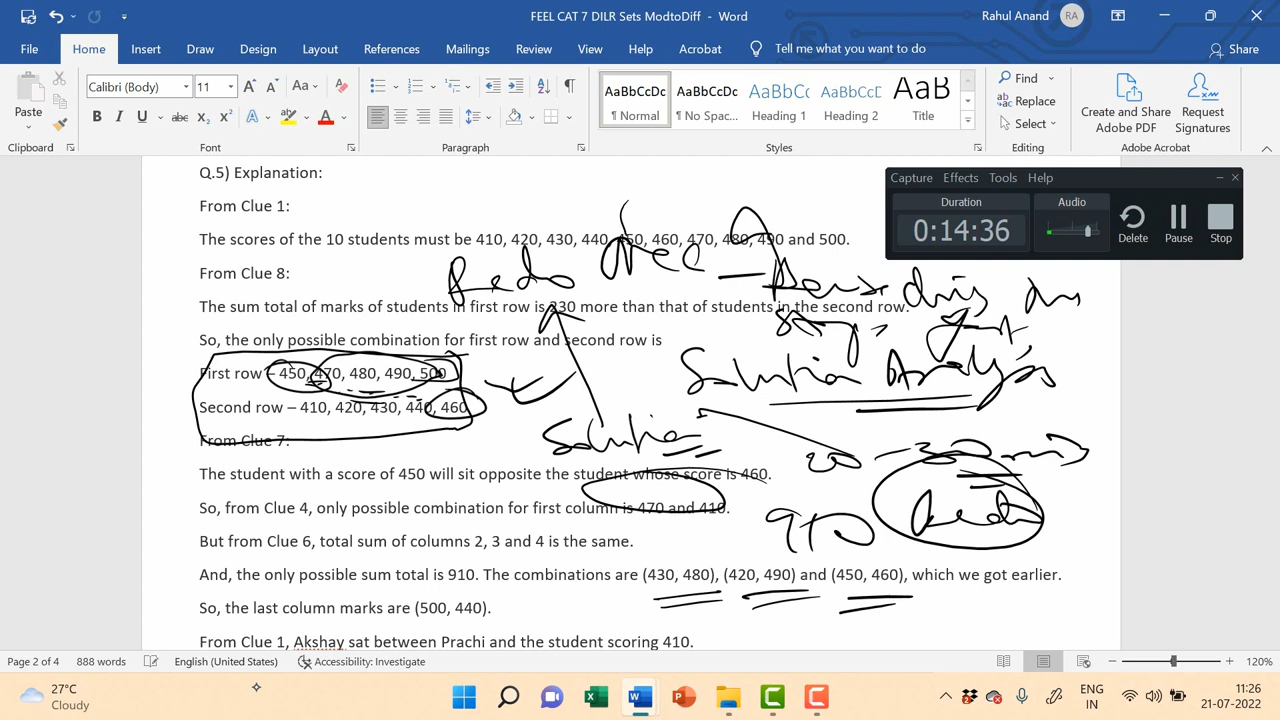 FEEL CAT 7 DILR Sets ModtoDiff - Word
Rahul Anand RA
File Home Insert Draw Design Layout References Mailings Review View Help Acrobat Tell me what you want to do Share
Paste
Calibri (Body) 11 A A Aa A
B I U abc x2 x2 A A
AaBbCcDc AaBbCcDc AaBbCc AaBbCcD AaB
¶ Normal ¶ No Spac... Heading Heading 2 Title
Find
Replace
Select
Create and Share Adobe PDF
Request Signatures
Clipboard Font Paragraph Styles Editing Adobe Acrobat
Capture Effects Tools Help
Duration Audio
0:14:36
Delete Pause Stop
Q.5) Explanation:
From Clue 1:
The scores of the 10 students must be 410, 420, 430, 440, 450, 460, 470, 480, 490 and 500.
From Clue 8:
Redo
The sum total of marks of students in first row is 230 more than that of students in the second row.
So, the only possible combination for first row and second row is
First row – 450, 470, 480, 490, 500
Solution Analysis
Second row – 410, 420, 430, 440, 460
From Clue 7:
Solution
The student with a score of 450 will sit opposite the student whose score is 460.
So, from Clue 4, only possible combination for first column is 470 and 410.
910
But from Clue 6, total sum of columns 2, 3 and 4 is the same.
And, the only possible sum total is 910. The combinations are (430, 480), (420, 490) and (450, 460), which we got earlier.
So, the last column marks are (500, 440).
From Clue 1, Akshay sat between Prachi and the student scoring 410.
Page 2 of 4 888 words English (United States) Accessibility: Investigate 120%
27°C
Cloudy
ENG
IN
11:26
21-07-2022